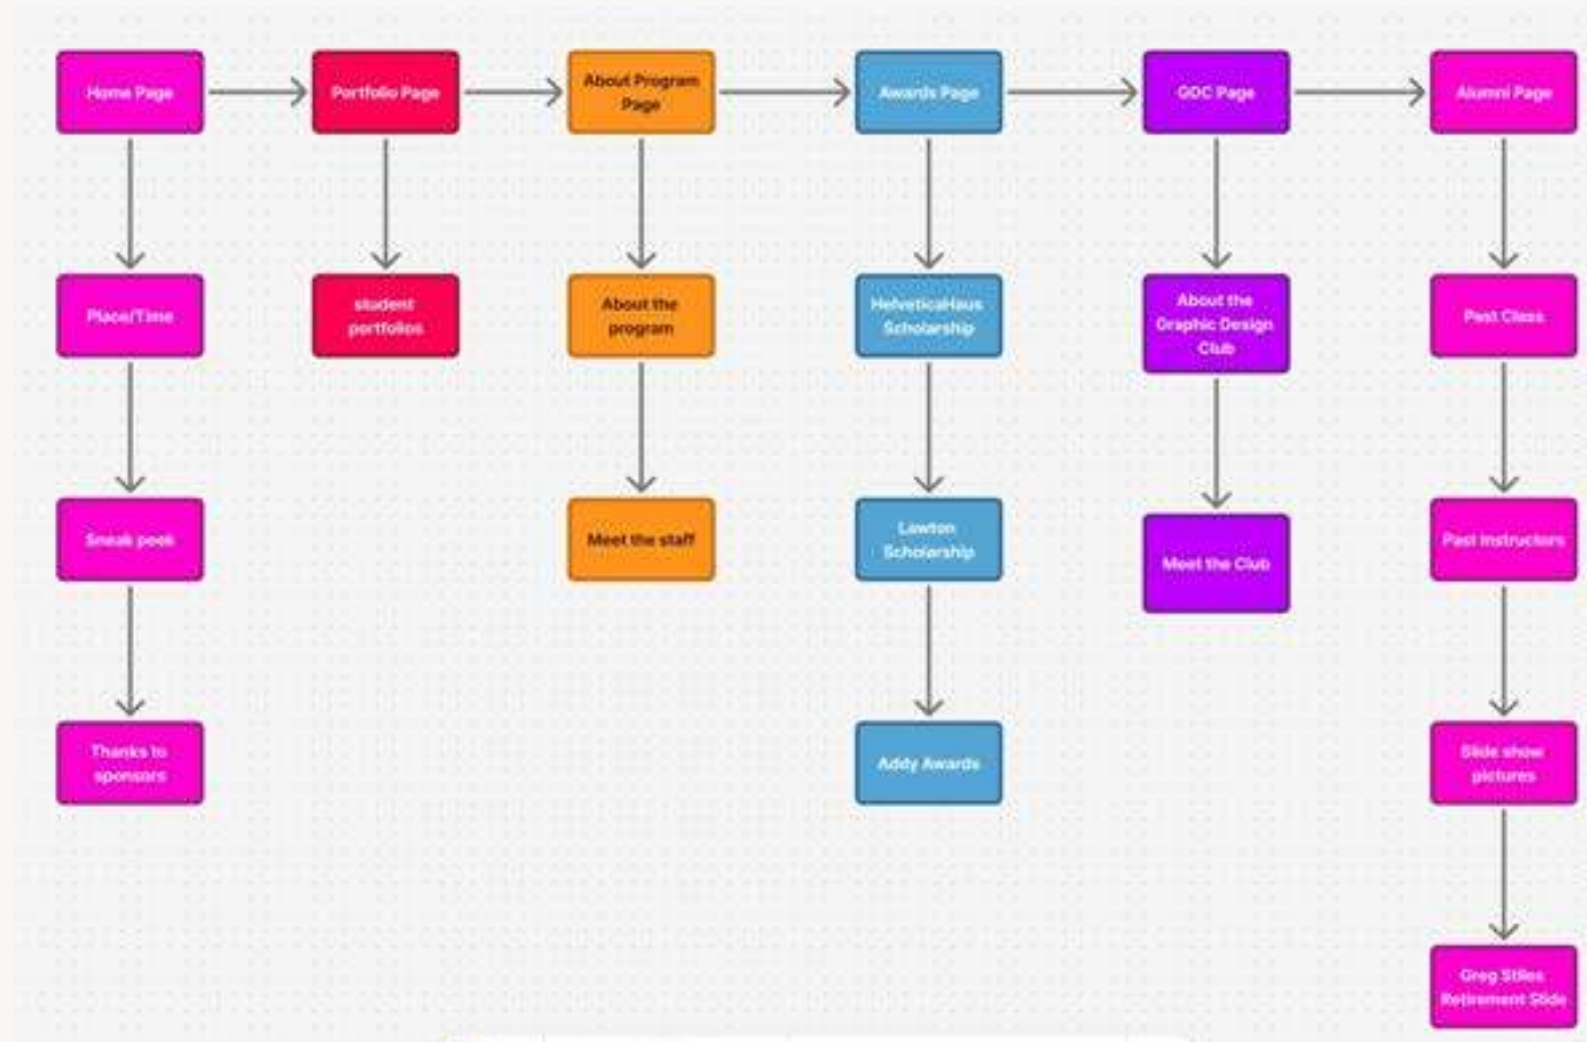 Home Page
Portfolio Page
About Program
Page
Awards Page
GDC Page
Alumni Page
Place/Time
student
portfolios
About the
program
HelveticaHaus
Scholarship
About the
Graphic Design
Club
Past Class
Sneak peek
Meet the staff
Lawton
Scholarship
Meet the Club
Past Instructors
Thanks to
sponsors
Addy Awards
Slide show
pictures
Greg Stiles
Retirement Slide